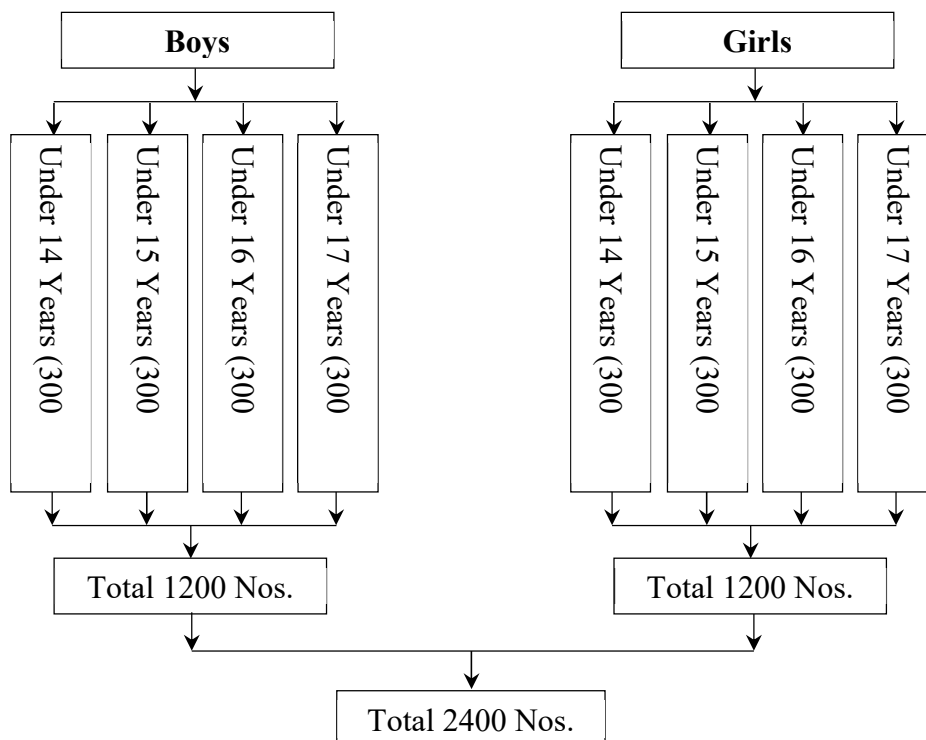 Boys
Girls
Under 14 Years (300
Under 15 Years (300
Under 16 Years (300
Under 17 Years (300
Under 14 Years (300
Under 15 Years (300
Under 16 Years (300
Under 17 Years (300
Total 1200 Nos.
Total 1200 Nos.
Total 2400 Nos.